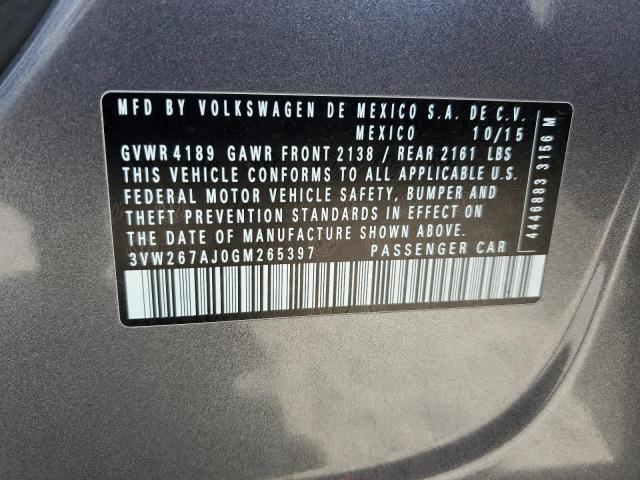 MFD BY VOLKSWAGEN DE MEXICO S.A. DE C.V.
MEXICO 10/15
GVWR 4189 GAWR FRONT 2138 / REAR 2161 LBS
THIS VEHICLE CONFORMS TO ALL APPLICABLE U.S.
FEDERAL MOTOR VEHICLE SAFETY, BUMPER AND
THEFT PREVENTION STANDARDS IN EFFECT ON
THE DATE OF MANUFACTURE SHOWN ABOVE.
3VW267AJ0GM265397 PASSENGER CAR
4446883 3156 M